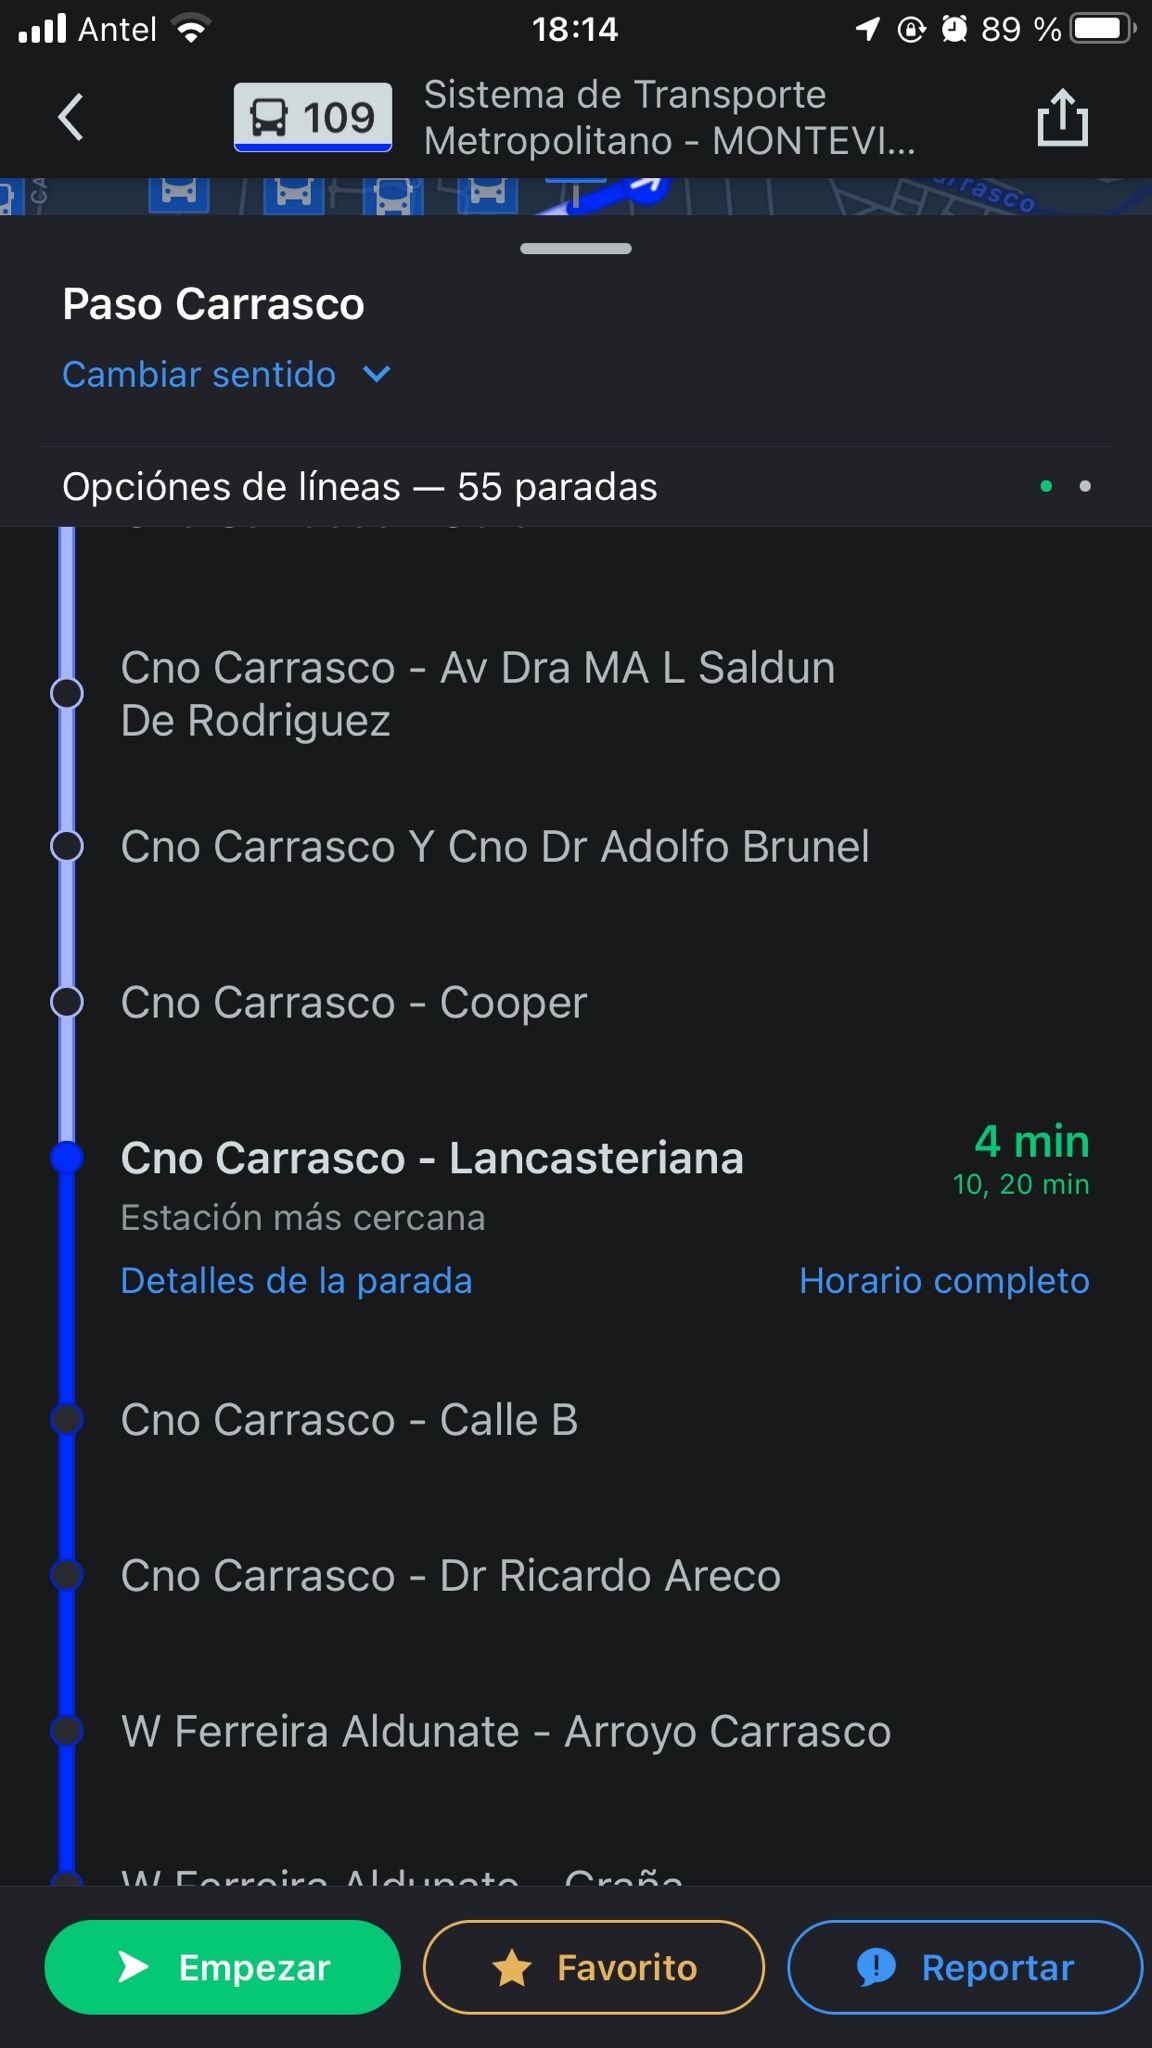 Antel
18:14
89 %
109
Sistema de Transporte
Metropolitano - MONTEVI...
Paso Carrasco
Cambiar sentido
Opciónes de líneas — 55 paradas
Cno Carrasco - Av Dra MA L Saldun
De Rodriguez
Cno Carrasco Y Cno Dr Adolfo Brunel
Cno Carrasco - Cooper
Cno Carrasco - Lancasteriana
4 min
10, 20 min
Estación más cercana
Detalles de la parada
Horario completo
Cno Carrasco - Calle B
Cno Carrasco - Dr Ricardo Areco
W Ferreira Aldunate - Arroyo Carrasco
W Ferreira Aldunate - Graña
Empezar
Favorito
Reportar